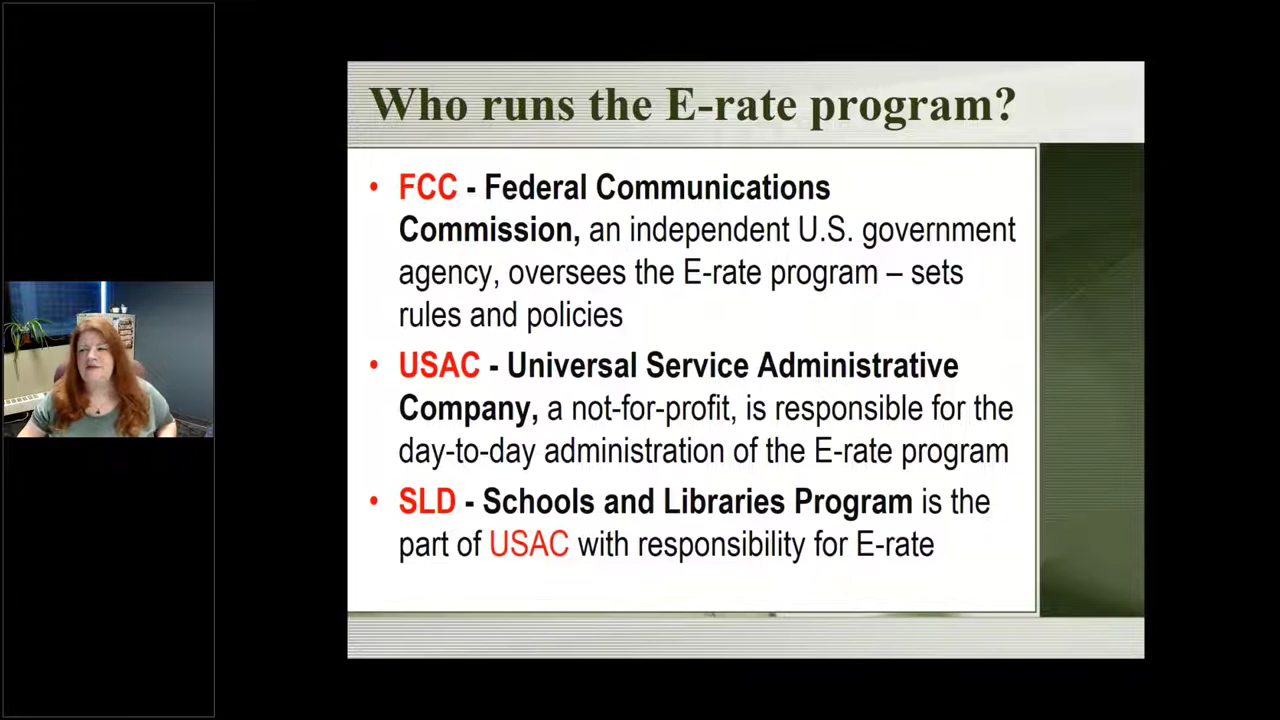 Who runs the E-rate program?
• FCC - Federal Communications
Commission, an independent U.S. government
agency, oversees the E-rate program – sets
rules and policies
• USAC - Universal Service Administrative
Company, a not-for-profit, is responsible for the
day-to-day administration of the E-rate program
• SLD - Schools and Libraries Program is the
part of USAC with responsibility for E-rate